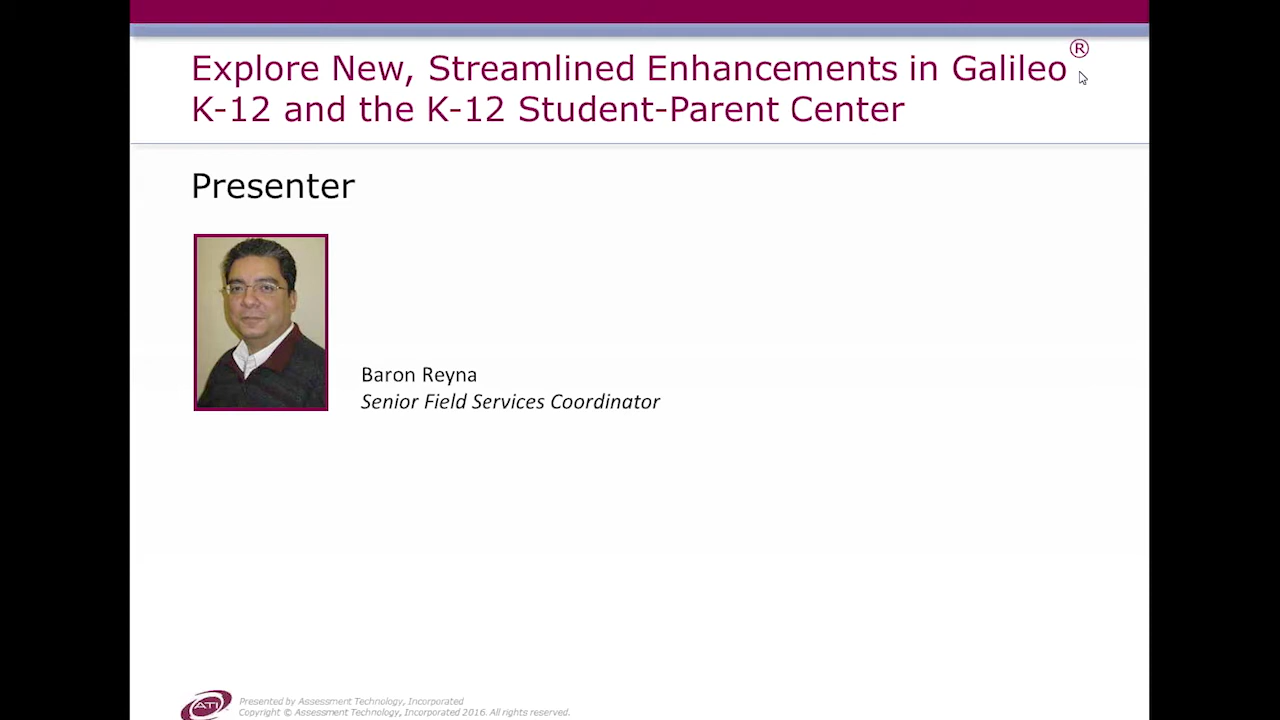 Explore New, Streamlined Enhancements in Galileo®
K-12 and the K-12 Student-Parent Center
Presenter
Baron Reyna
Senior Field Services Coordinator
ATI
Presented by Assessment Technology, Incorporated
Copyright © Assessment Technology, Incorporated 2016. All rights reserved.